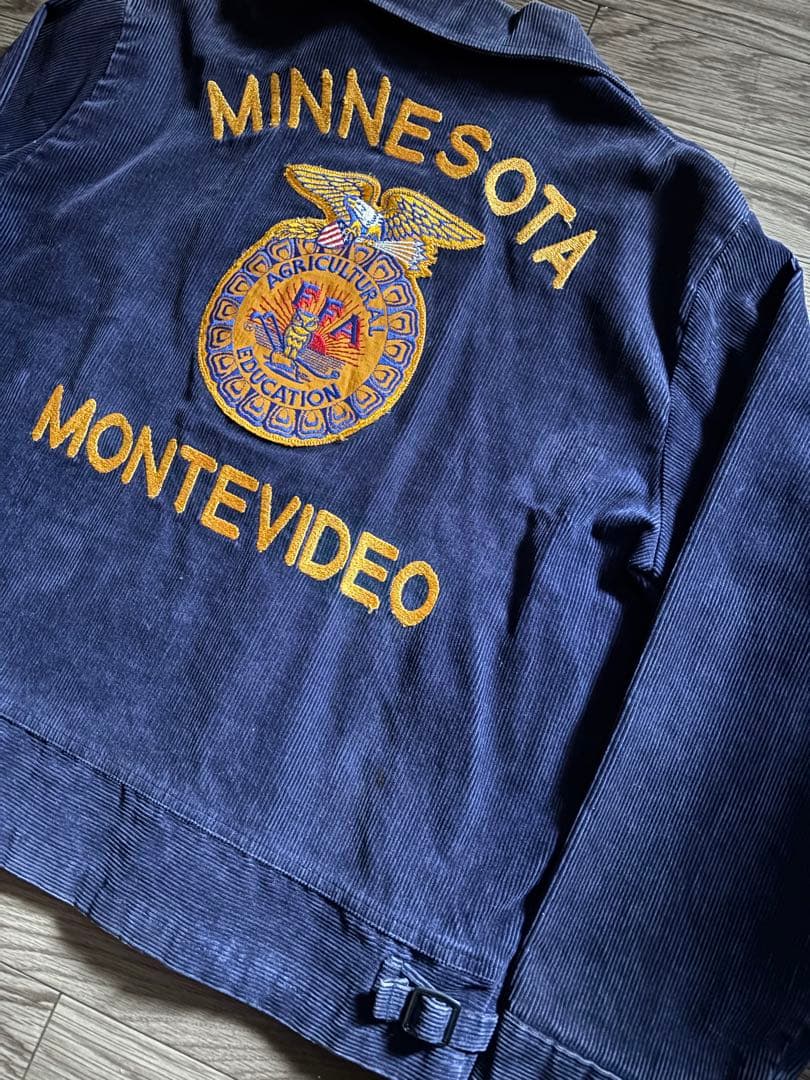 MINNESOTA
AGRICULTURAL
FFA
EDUCATION
MONTEVIDEO